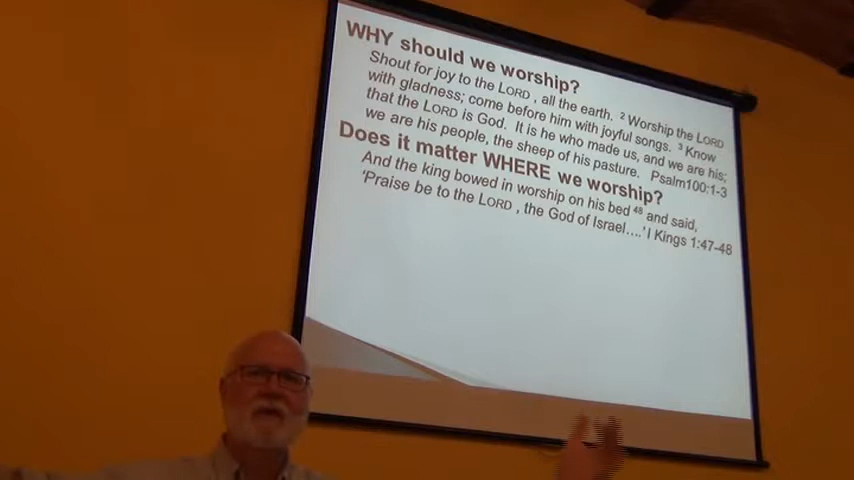 WHY should we worship?
Shout for joy to the LORD , all the earth. 2 Worship the LORD
with gladness; come before him with joyful songs. 3 Know
that the LORD is God. It is he who made us, and we are his;
we are his people, the sheep of his pasture. Psalm100:1-3
Does it matter WHERE we worship?
And the king bowed in worship on his bed 48 and said,
'Praise be to the LORD , the God of Israel....' I Kings 1:47-48